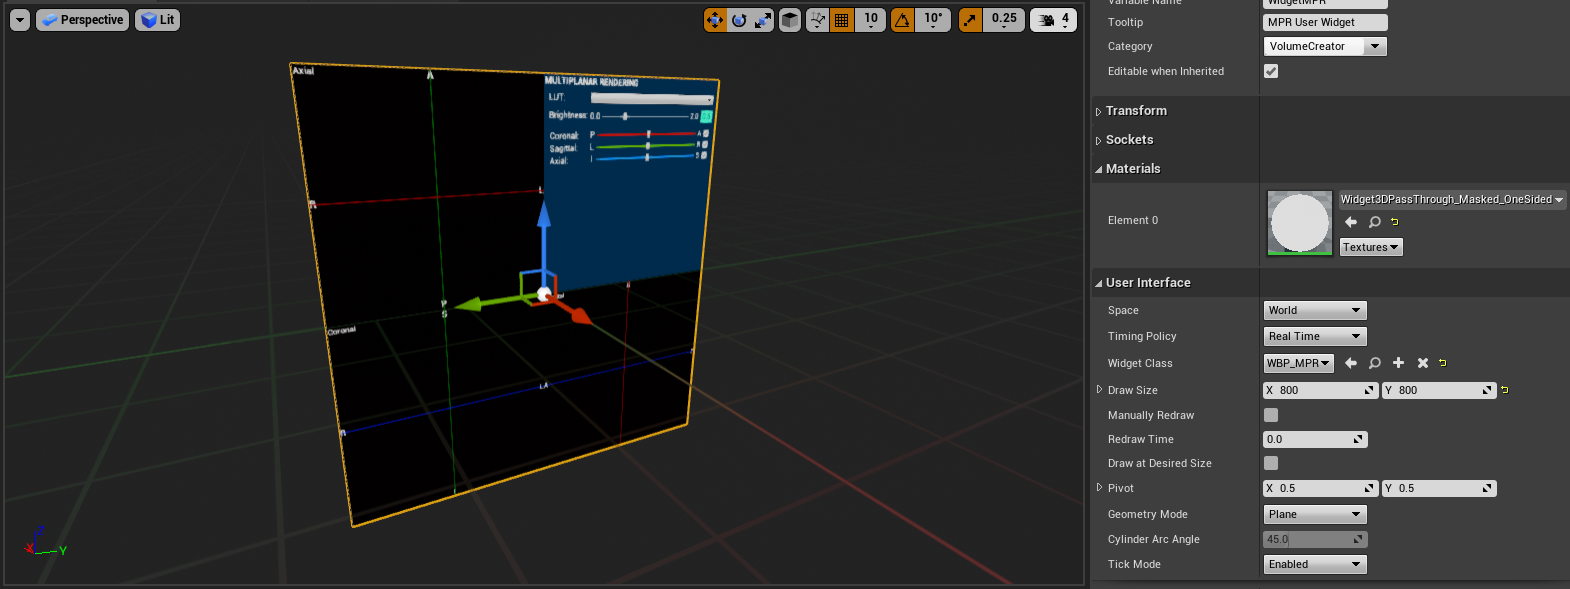 Perspective
Lit
10
10°
0.25
4
Axial
A
MULTIPLANAR RENDERING
LUT:
Brightness: 0.0 2.0
Coronal: P A
Sagittal: L R
Axial: I S
R
L
P
S
Coronal
LA
Z
X
Y
Variable Name WidgetMPR
Tooltip MPR User Widget
Category VolumeCreator
Editable when Inherited
Transform
Sockets
Materials
Element 0
Widget3DPassThrough_Masked_OneSided
Textures
User Interface
Space World
Timing Policy Real Time
Widget Class WBP_MPR
Draw Size X 800 Y 800
Manually Redraw
Redraw Time 0.0
Draw at Desired Size
Pivot X 0.5 Y 0.5
Geometry Mode Plane
Cylinder Arc Angle 45.0
Tick Mode Enabled